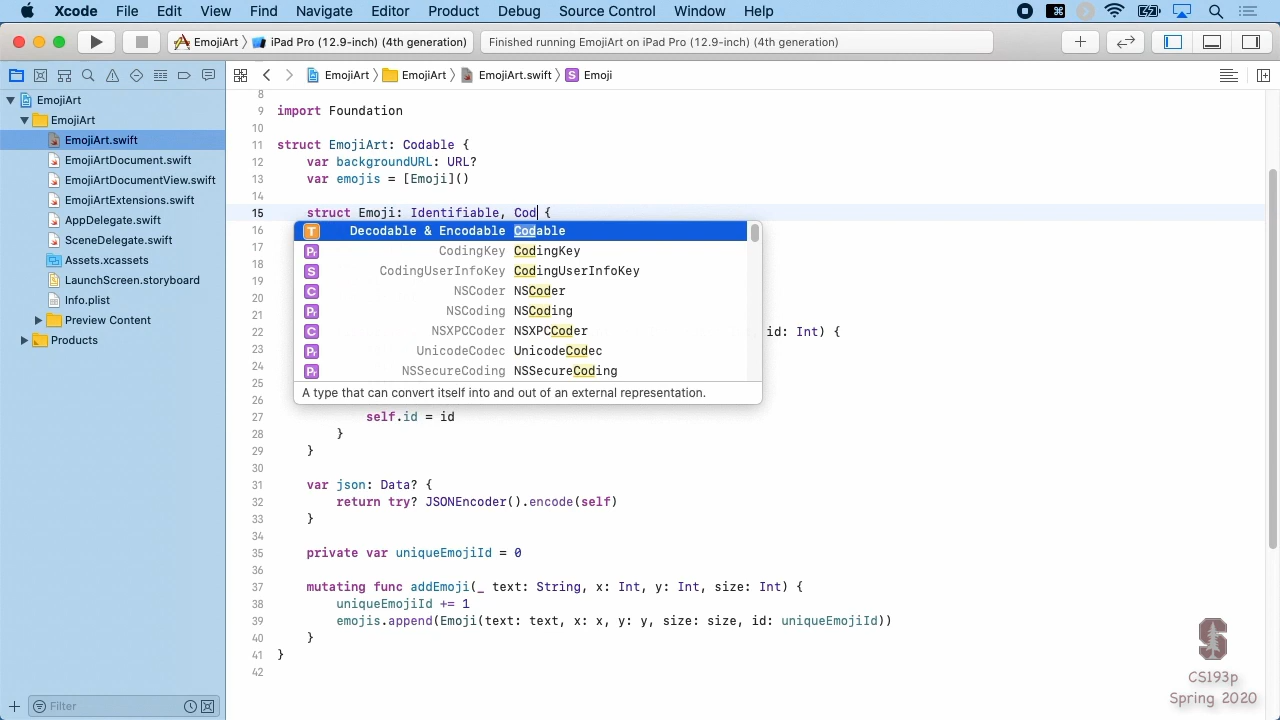 Xcode File Edit View Find Navigate Editor Product Debug Source Control Window Help
EmojiArt iPad Pro (12.9-inch) (4th generation) Finished running EmojiArt on iPad Pro (12.9-inch) (4th generation)
EmojiArt EmojiArt EmojiArt.swift S Emoji
EmojiArt
EmojiArt
EmojiArt.swift
EmojiArtDocument.swift
EmojiArtDocumentView.swift
EmojiArtExtensions.swift
AppDelegate.swift
SceneDelegate.swift
Assets.xcassets
LaunchScreen.storyboard
Info.plist
Preview Content
Products
Filter
8
9 import Foundation
10
11 struct EmojiArt: Codable {
12 var backgroundURL: URL?
13 var emojis = [Emoji]()
14
15 struct Emoji: Identifiable, Cod {
16
17
18
19
20
21
22 id: Int) {
23
24
25
26
27 self.id = id
28 }
29 }
30
31 var json: Data? {
32 return try? JSONEncoder().encode(self)
33 }
34
35 private var uniqueEmojiId = 0
36
37 mutating func addEmoji(_ text: String, x: Int, y: Int, size: Int) {
38 uniqueEmojiId += 1
39 emojis.append(Emoji(text: text, x: x, y: y, size: size, id: uniqueEmojiId))
40 }
41 }
42
T Decodable & Encodable Codable
Pr CodingKey CodingKey
S CodingUserInfoKey CodingUserInfoKey
C NSCoder NSCoder
Pr NSCoding NSCoding
C NSXPCCoder NSXPCCoder
Pr UnicodeCodec UnicodeCodec
Pr NSSecureCoding NSSecureCoding
A type that can convert itself into and out of an external representation.
S
CS193p
Spring 2020